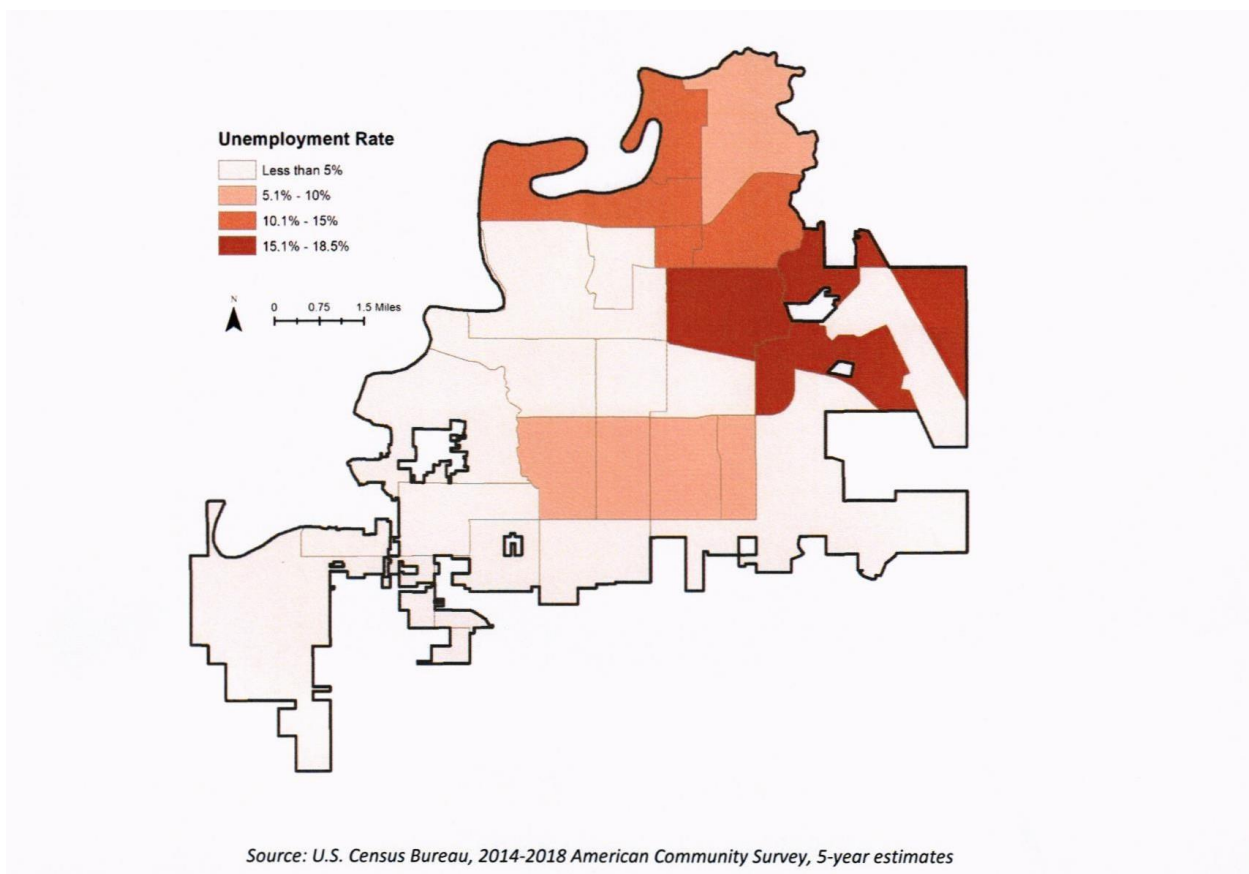 Unemployment Rate
Less than 5%
5.1% - 10%
10.1% - 15%
15.1% - 18.5%
N
0 0.75 1.5 Miles
Source: U.S. Census Bureau, 2014-2018 American Community Survey, 5-year estimates